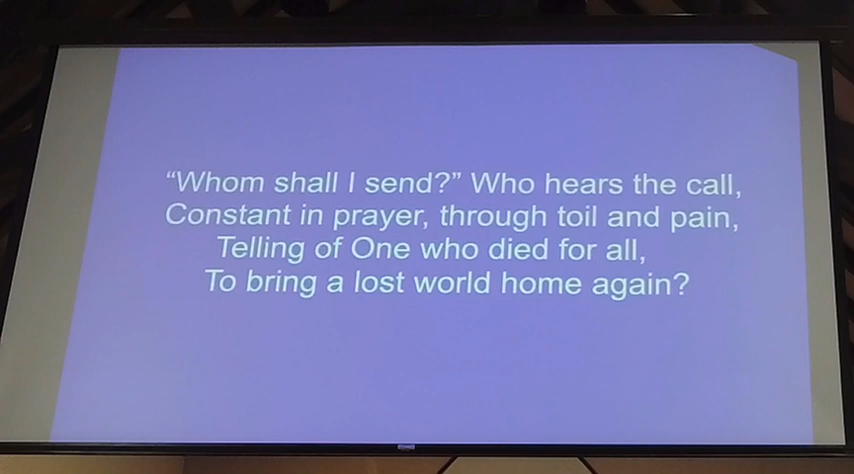 “Whom shall I send?” Who hears the call,
Constant in prayer, through toil and pain,
Telling of One who died for all,
To bring a lost world home again?